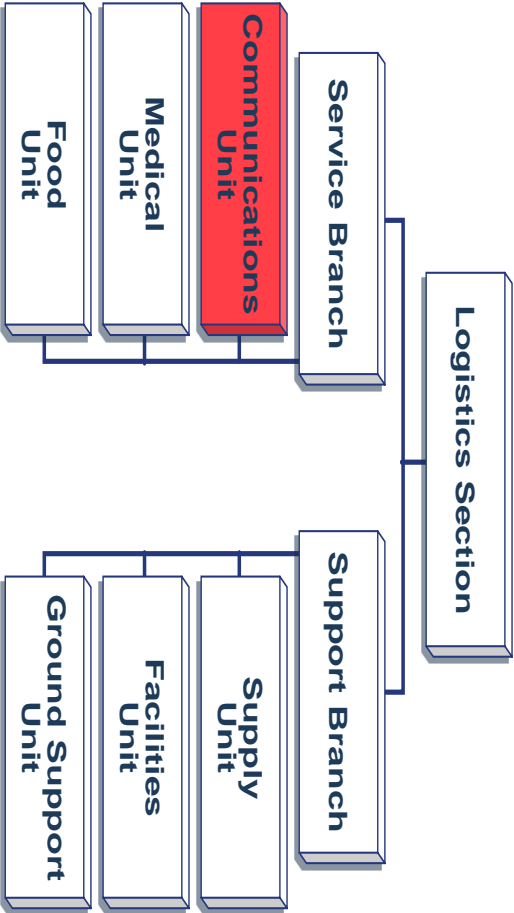 Logistics Section
Service Branch
Support Branch
Communications
Unit
Supply
Unit
Medical
Unit
Facilities
Unit
Food
Unit
Ground Support
Unit